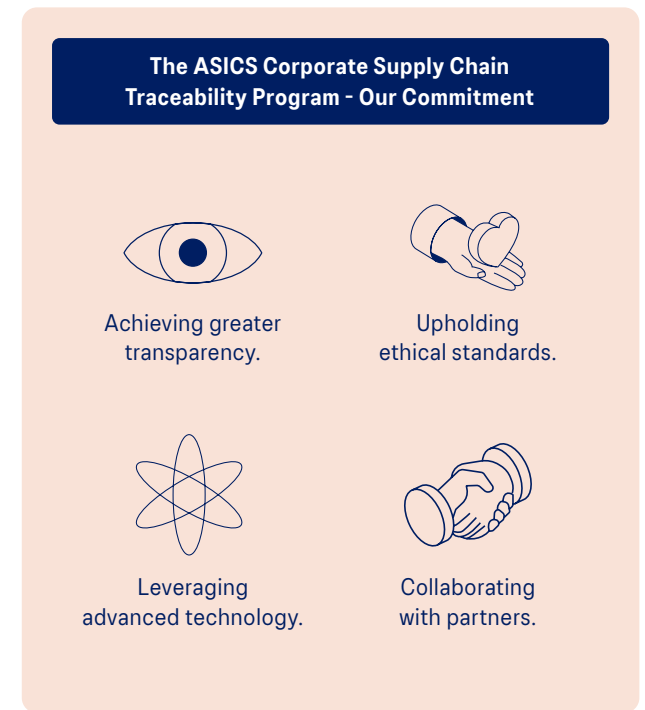 The ASICS Corporate Supply Chain
Traceability Program - Our Commitment
Achieving greater
transparency.
Upholding
ethical standards.
Leveraging
advanced technology.
Collaborating
with partners.